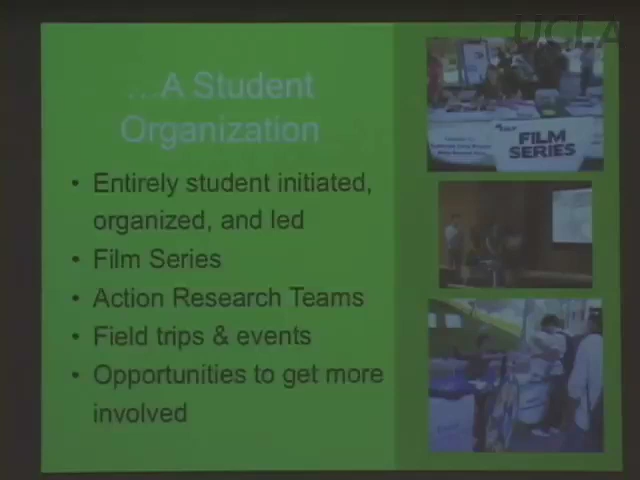 UCLA
...A Student
Organization
• Entirely student initiated,
organized, and led
• Film Series
• Action Research Teams
• Field trips & events
• Opportunities to get more
involved
FILM
SERIES